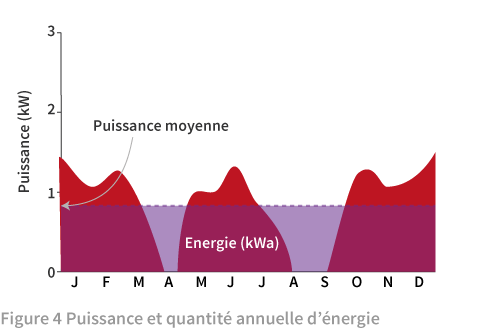 3
2
1
0
Puissance (kW)
Puissance moyenne
Energie (kWa)
J F M A M J J A S O N D
Figure 4 Puissance et quantité annuelle d’énergie